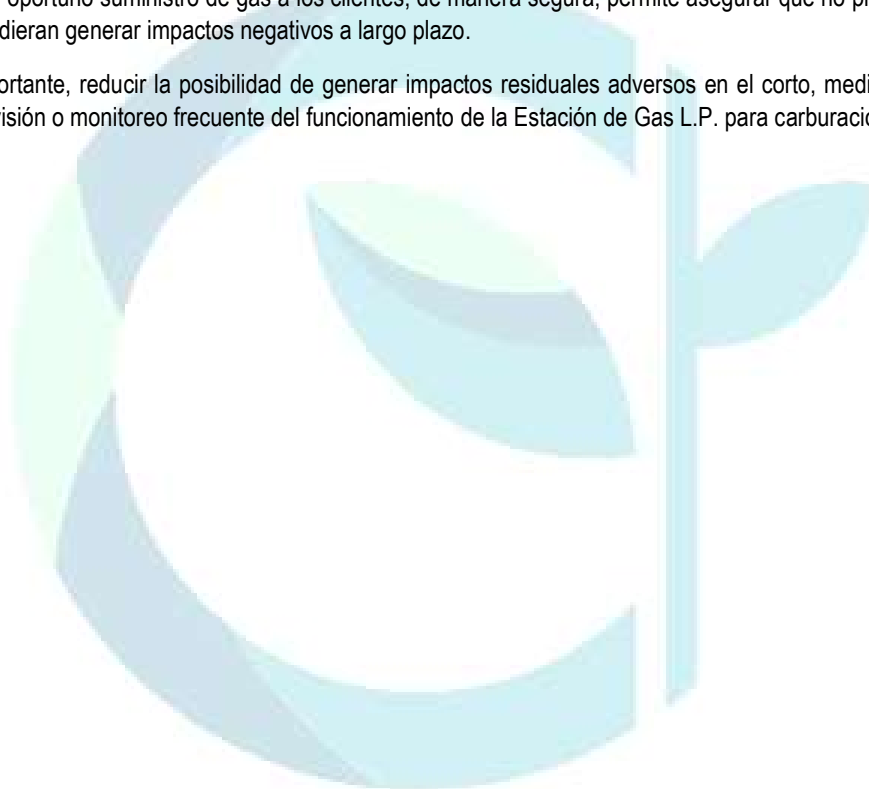 oportuno suministro de gas a los clientes, de manera segura, permite asegurar que no
dieran generar impactos negativos a largo plazo.
ortante, reducir la posibilidad de generar impactos residuales adversos en el corto, medi
isión o monitoreo frecuente del funcionamiento de la Estación de Gas L.P. para carburació